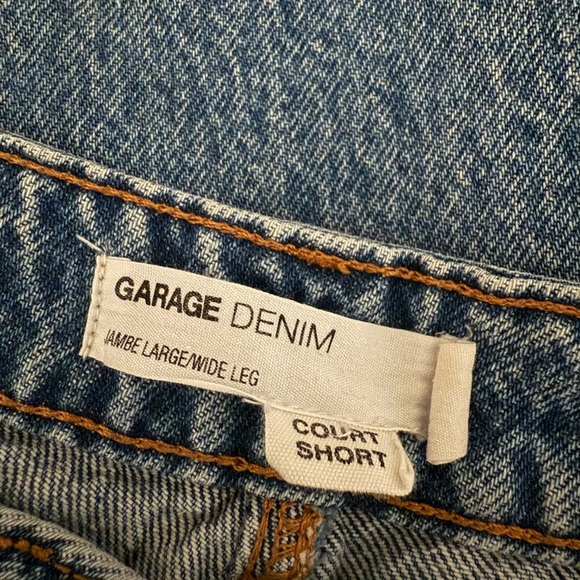 GARAGE DENIM
JAMBE LARGE/WIDE LEG
COURT
SHORT